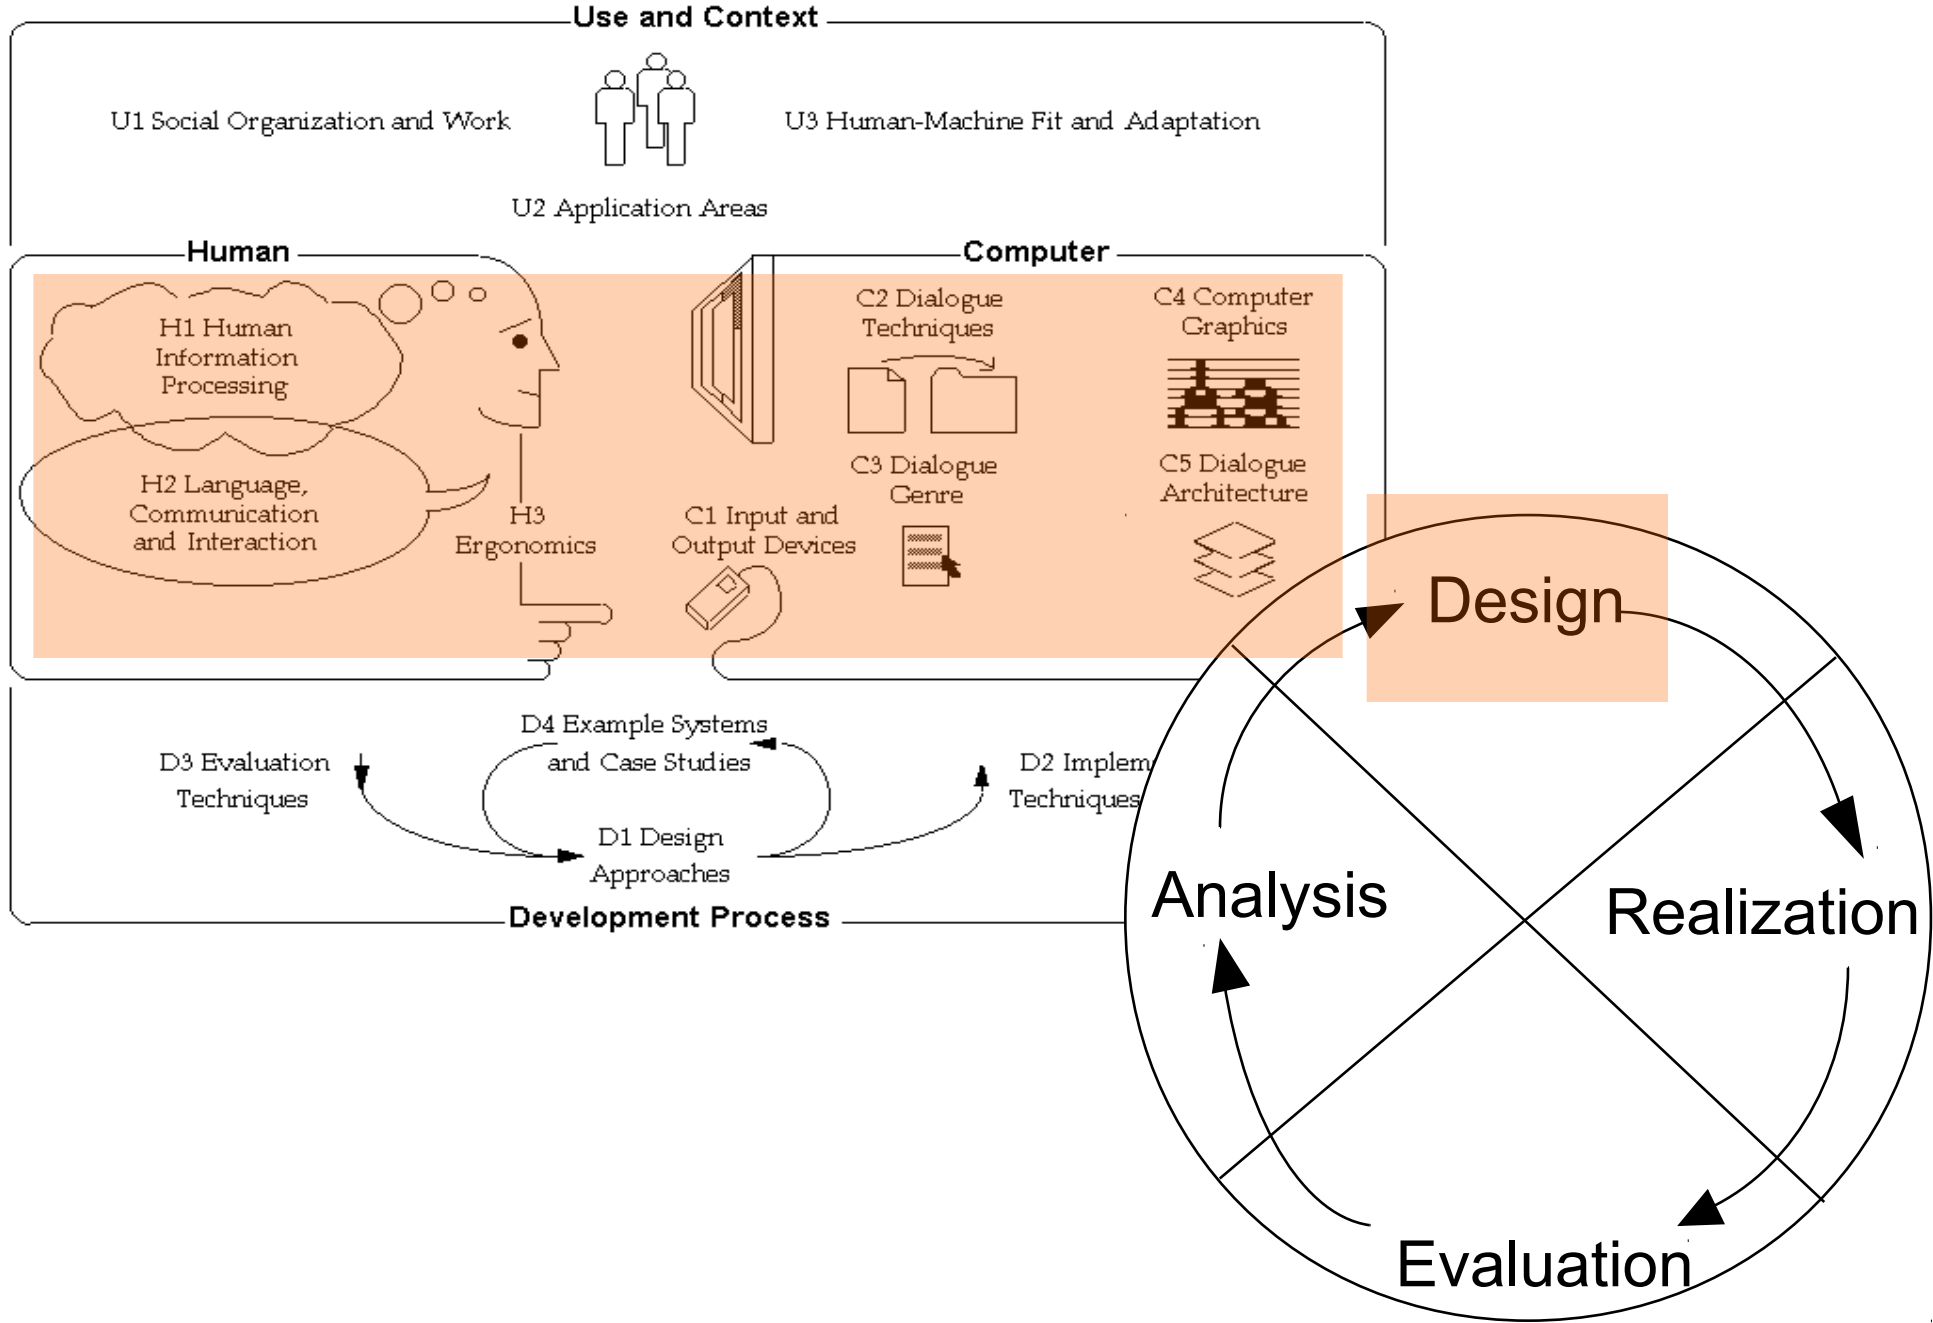 Use and Context
U1 Social Organization and Work
U3 Human-Machine Fit and Adaptation
U2 Application Areas
Human
Computer
H1 Human
Information
Processing
H2 Language,
Communication
and Interaction
H3
Ergonomics
C1 Input and
Output Devices
C2 Dialogue
Techniques
C3 Dialogue
Genre
C4 Computer
Graphics
C5 Dialogue
Architecture
D3 Evaluation
Techniques
D4 Example Systems
and Case Studies
D1 Design
Approaches
D2 Implem
Techniques
Development Process
Design
Analysis
Realization
Evaluation